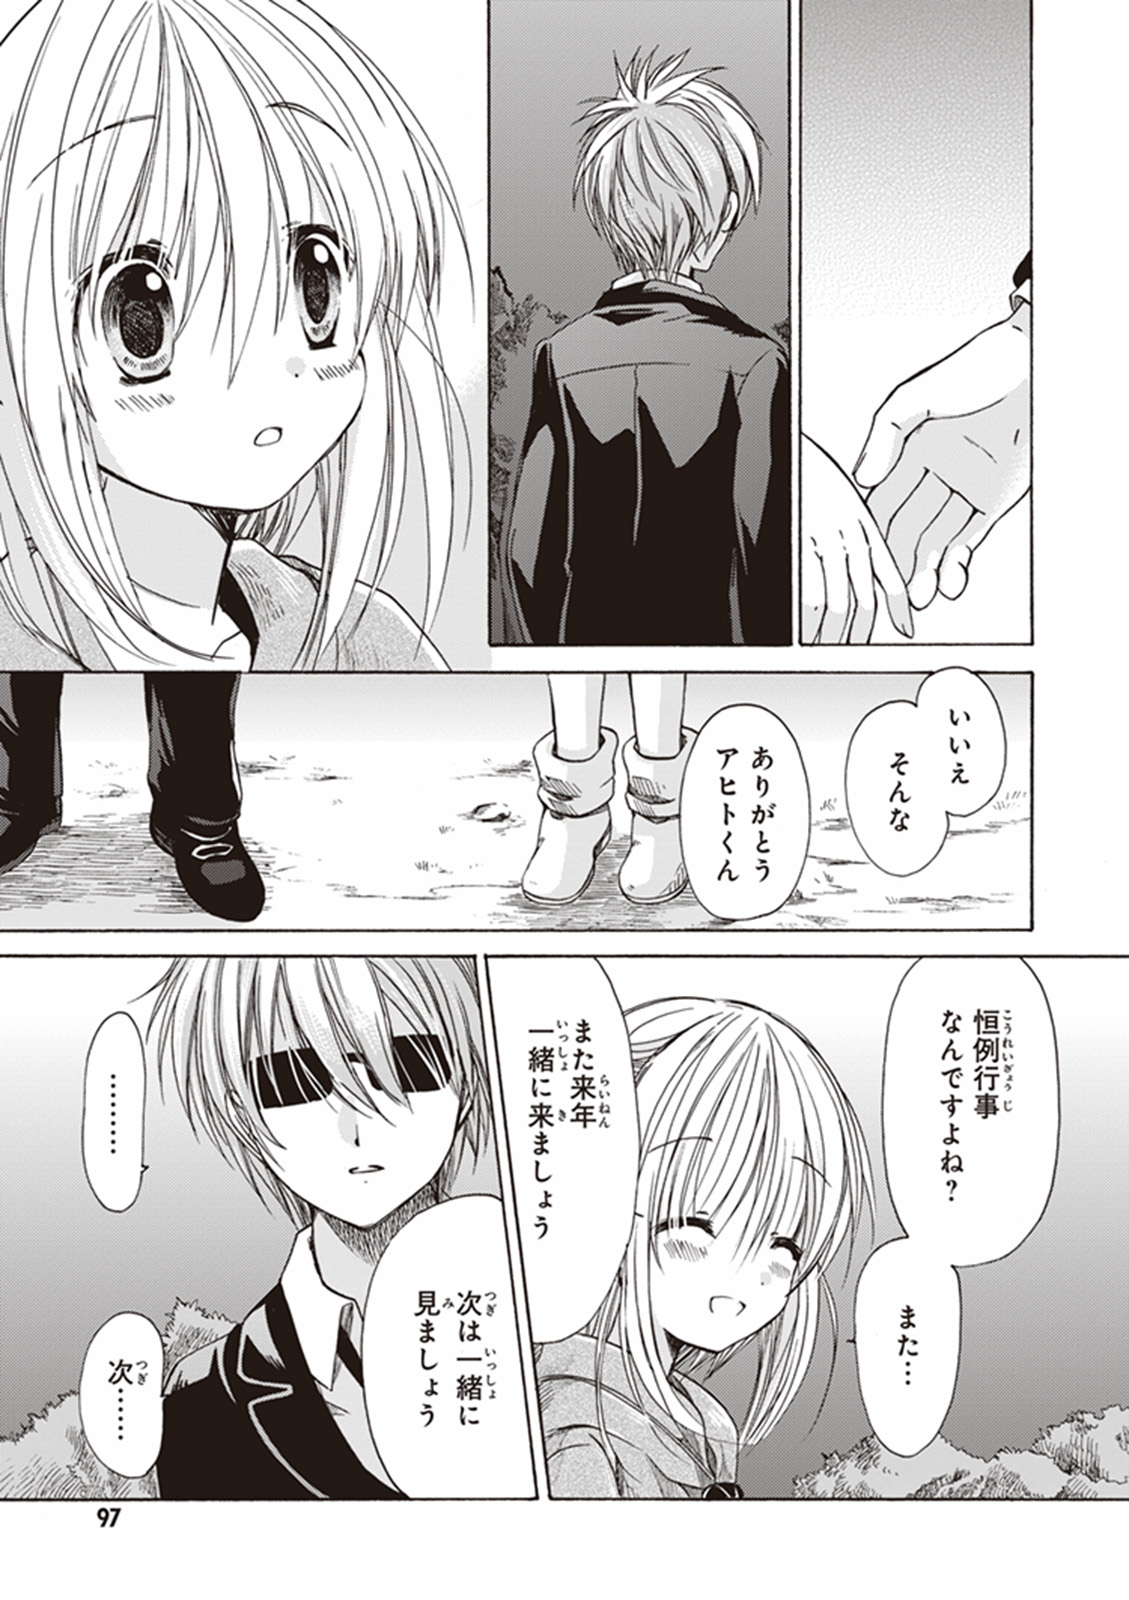 いいえ
そんな
ありがとう
アヒトくん
恒例行事
なんですよね?
また…
また来年
一緒に来ましょう
次は一緒に
見ましょう
………
次……
97